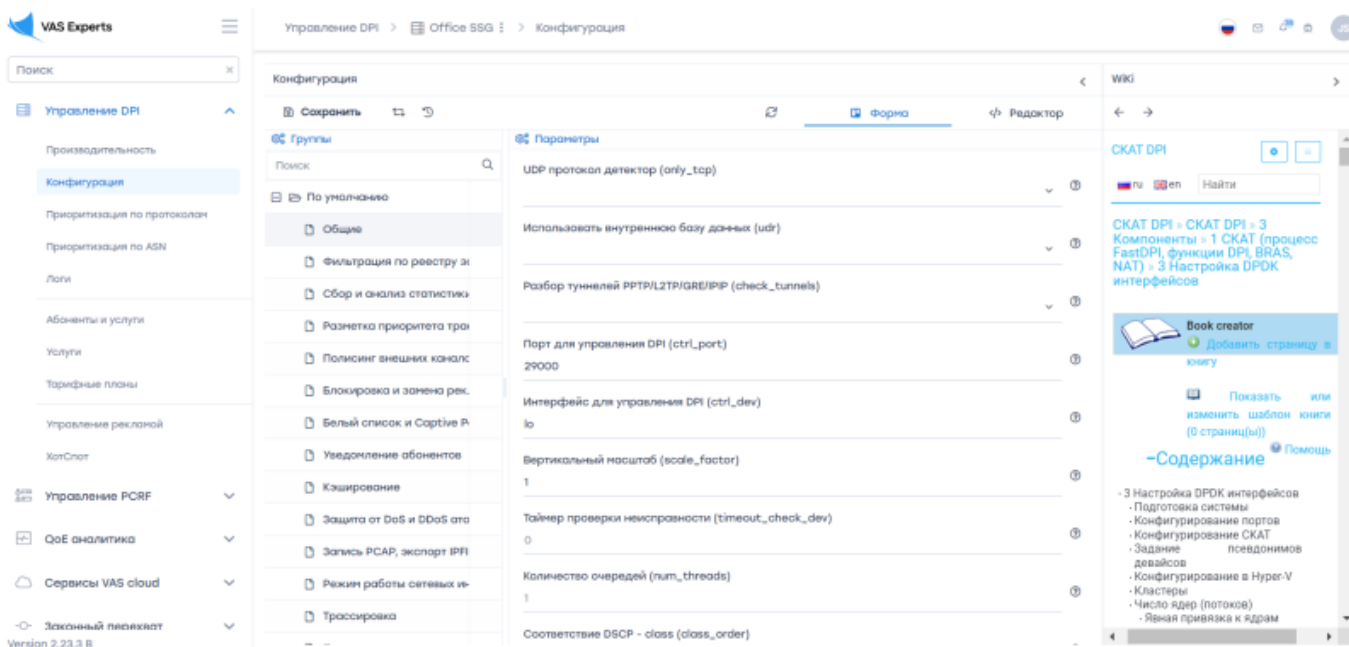 VAS Experts
Управление DPI > Office SSG > Конфигурация
JS
Поиск
Управление DPI
Производительность
Конфигурация
Приоритизация по протоколам
Приоритизация по ASN
Логи
Абоненты и услуги
Услуги
Тарифные планы
Управление рекламой
ХотСпот
Управление PCRF
QoE аналитика
Сервисы VAS cloud
Законный перехват
Version 2.23.3 B
Конфигурация
Сохранить
Форма
</> Редактор
Группы
Поиск
По умолчанию
Общие
Фильтрация по реестру
Сбор и анализ статистики
Разметка приоритета
Полисинг внешних
Блокировка и замена рек.
Белый список и Captive
Уведомление абонентов
Кэширование
Защита от DoS и DDoS ата
Запись PCAP, экспорт IPFI
Режим работы сетевых
Трассировка
Параметры
UDP протокол детектор (only_tcp)
Использовать внутреннюю базу данных (udr)
Разбор туннелей PPTP/L2TP/GRE/IPIP (check_tunnels)
Порт для управления DPI (ctrl_port)
29000
Интерфейс для управления DPI (ctrl_dev)
lo
Вертикальный масштаб (scale_factor)
1
Таймер проверки неисправности (timeout_check_dev)
0
Количество очередей (num_threads)
1
Соответствие DSCP - class (class_order)
Wiki
СКАТ DPI
ru en Найти
СКАТ DPI » СКАТ DPI » 3
Компоненты » 1 СКАТ (процесс
FastDPI, функции DPI, BRAS,
NAT) » 3 Настройка DPDK
интерфейсов
Book creator
Добавить страницу в
книгу
Показать или
изменить шаблон книги
(0 страниц(ы))
Помощь
−Содержание
· 3 Настройка DPDK интерфейсов
· Подготовка системы
· Конфигурирование портов
· Конфигурирование СКАТ
· Задание псевдонимов
девайсов
· Конфигурирование в Hyper-V
· Кластеры
· Число ядер (потоков)
· Явная привязка к ядрам